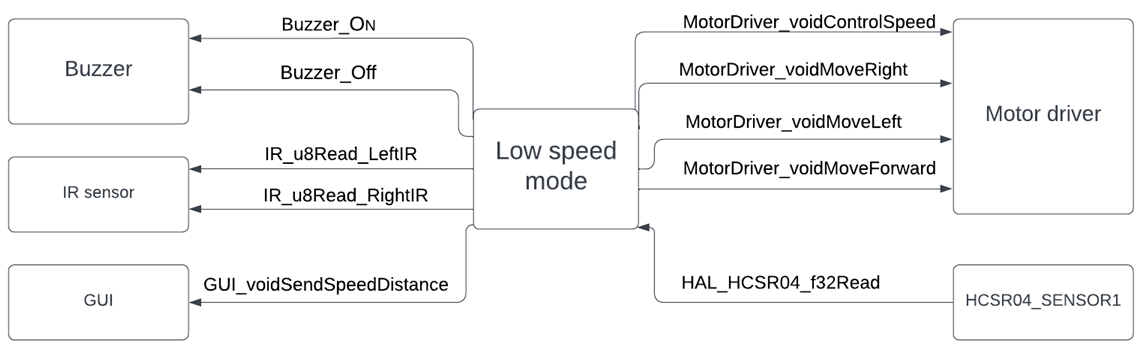 Buzzer_ON
MotorDriver_voidControlSpeed
Buzzer
Buzzer_Off
MotorDriver_voidMoveRight
Motor driver
MotorDriver_voidMoveLeft
Low speed
mode
IR_u8Read_LeftIR
MotorDriver_voidMoveForward
IR sensor
IR_u8Read_RightIR
GUI_voidSendSpeedDistance
HAL_HCSR04_f32Read
GUI
HCSR04_SENSOR1